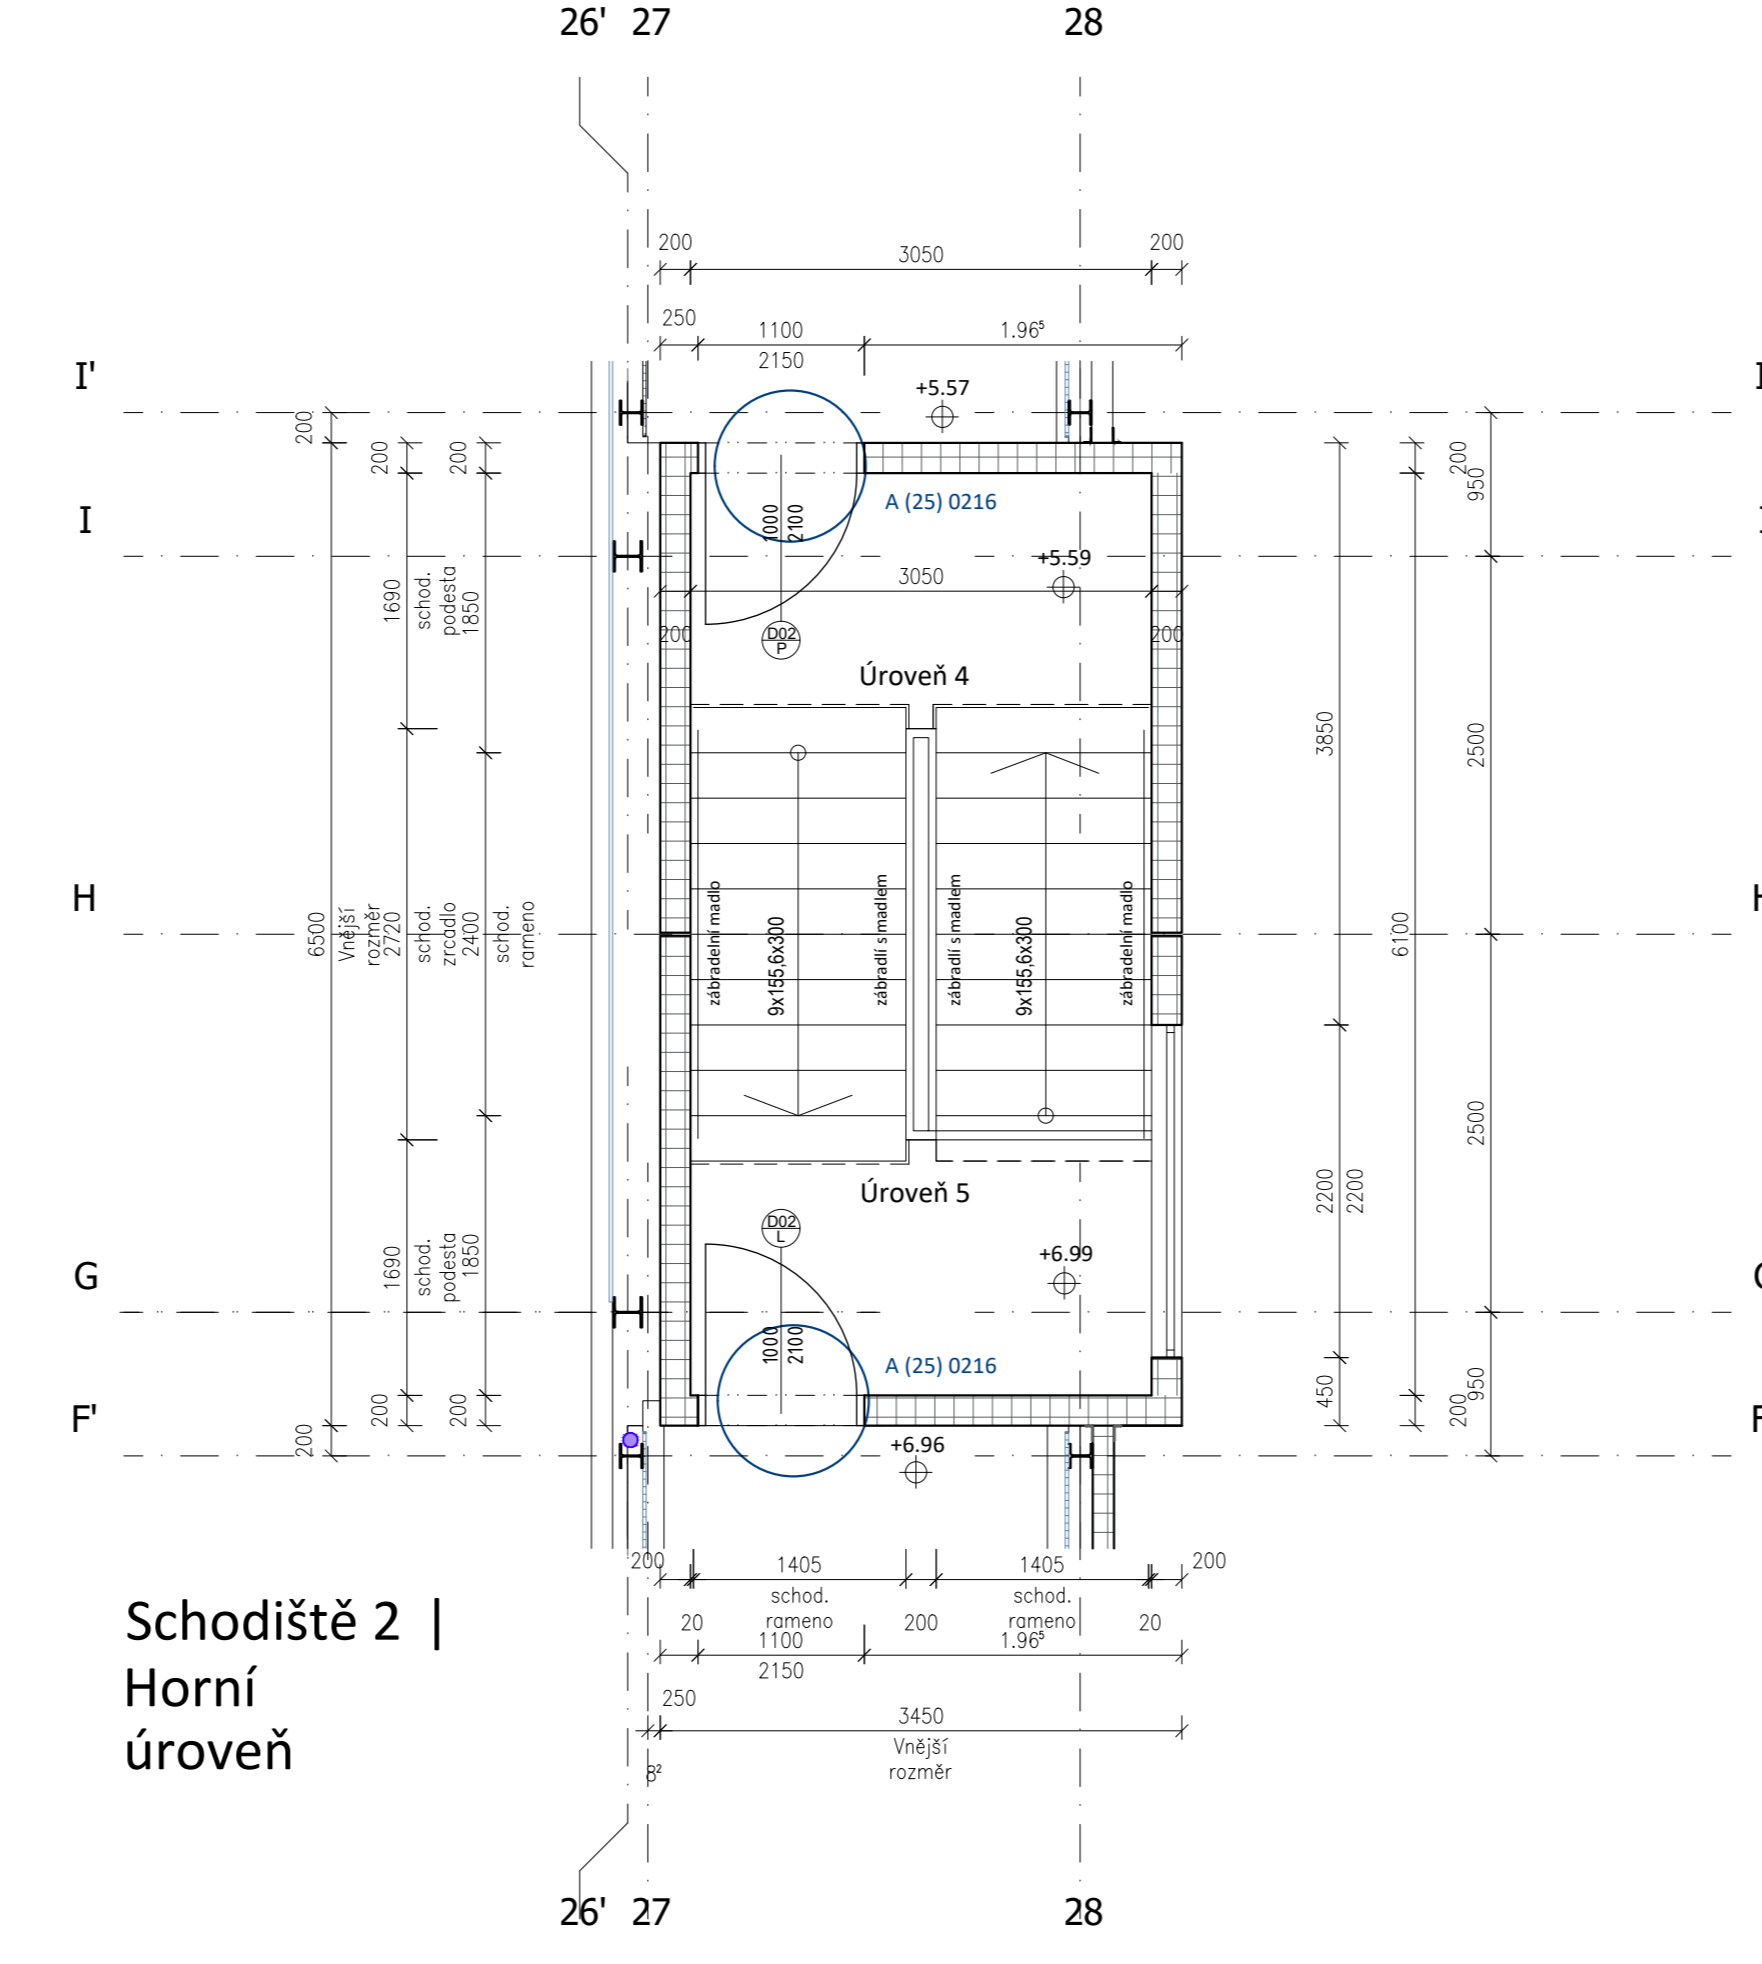 26' 27 28
200 3050 200
250 1100 1.96⁵
2150
I'
I
H
G
F'
+5.57
A (25) 0216
1000
2100
+5.59
3050
200
200
D02
P
Úroveň 4
200
200
200
1690
schod.
podesta
1850
6500
Vnější
rozměr
2720
schod.
zrcadlo
2400
schod.
rameno
1690
schod.
podesta
1850
200
200
200
zábradelní madlo
9x155,6x300
zábradlí s madlem
zábradlí s madlem
9x155,6x300
zábradelní madlo
3850
6100
200
950
2500
2500
2200
2200
450
200
950
Úroveň 5
D02
L
+6.99
1000
2100
A (25) 0216
+6.96
200 1405 1405 200
schod. schod.
rameno rameno
20 200 20
1100 1.96⁵
2150
250
3450
Vnější
rozměr
8²
Schodiště 2 |
Horní
úroveň
26' 27 28